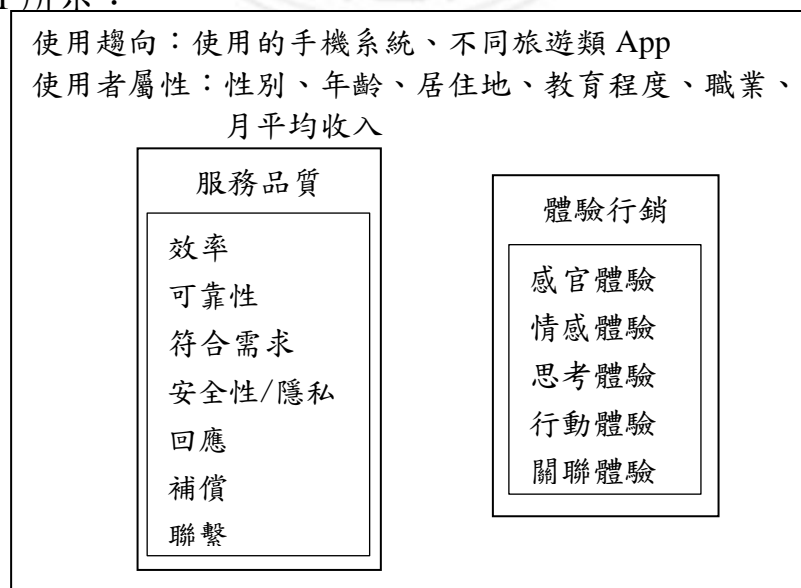 所示：
使用趨向：使用的手機系統、不同旅遊類 App
使用者屬性：性別、年齡、居住地、教育程度、職業、
月平均收入
服務品質
效率
可靠性
符合需求
安全性/隱私
回應
補償
聯繫
體驗行銷
感官體驗
情感體驗
思考體驗
行動體驗
關聯體驗